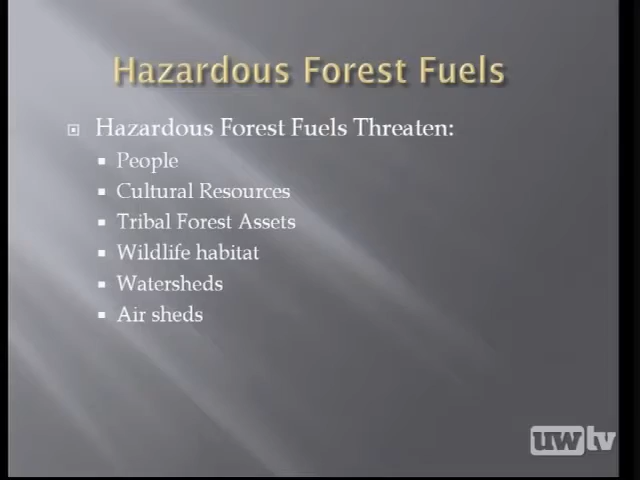 Hazardous Forest Fuels
Hazardous Forest Fuels Threaten:
People
Cultural Resources
Tribal Forest Assets
Wildlife habitat
Watersheds
Air sheds
uwtv